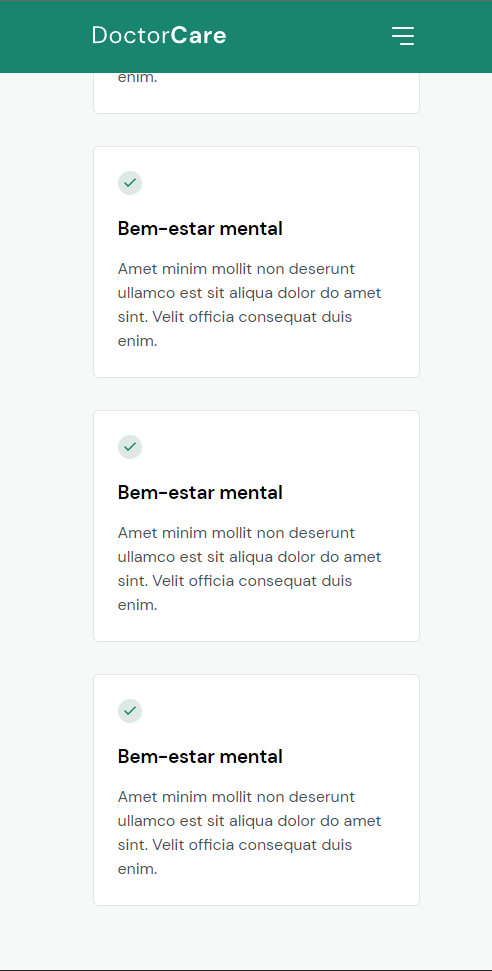 DoctorCare
enim.
Bem-estar mental
Amet minim mollit non deserunt
ullamco est sit aliqua dolor do amet
sint. Velit officia consequat duis
enim.
Bem-estar mental
Amet minim mollit non deserunt
ullamco est sit aliqua dolor do amet
sint. Velit officia consequat duis
enim.
Bem-estar mental
Amet minim mollit non deserunt
ullamco est sit aliqua dolor do amet
sint. Velit officia consequat duis
enim.